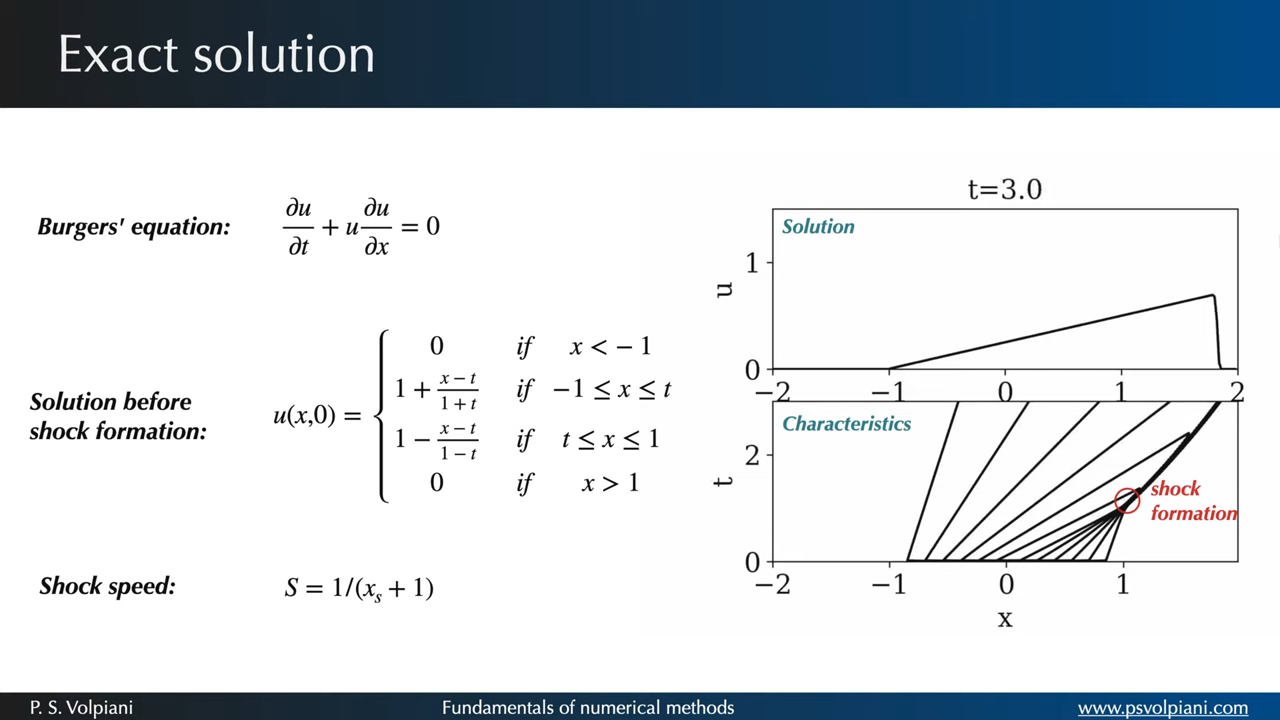 Exact solution
Burgers' equation: ∂u/∂t + u ∂u/∂x = 0
Solution before
shock formation:
u(x,0) =
0 if x < − 1
1 + (x − t)/(1 + t) if −1 ≤ x ≤ t
1 − (x − t)/(1 − t) if t ≤ x ≤ 1
0 if x > 1
Shock speed: S = 1/(xₛ + 1)
t=3.0
Solution
u
1
0
−2 −1 0 1 2
Characteristics
t
2
0
shock
formation
−2 −1 0 1
x
P. S. Volpiani
Fundamentals of numerical methods
www.psvolpiani.com